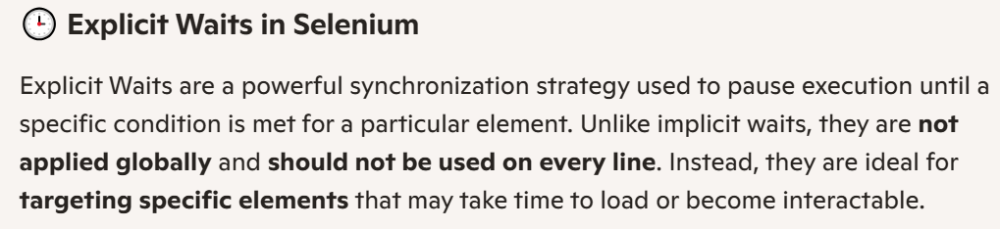 Explicit Waits in Selenium
Explicit Waits are a powerful synchronization strategy used to pause execution until a
specific condition is met for a particular element. Unlike implicit waits, they are not
applied globally and should not be used on every line. Instead, they are ideal for
targeting specific elements that may take time to load or become interactable.